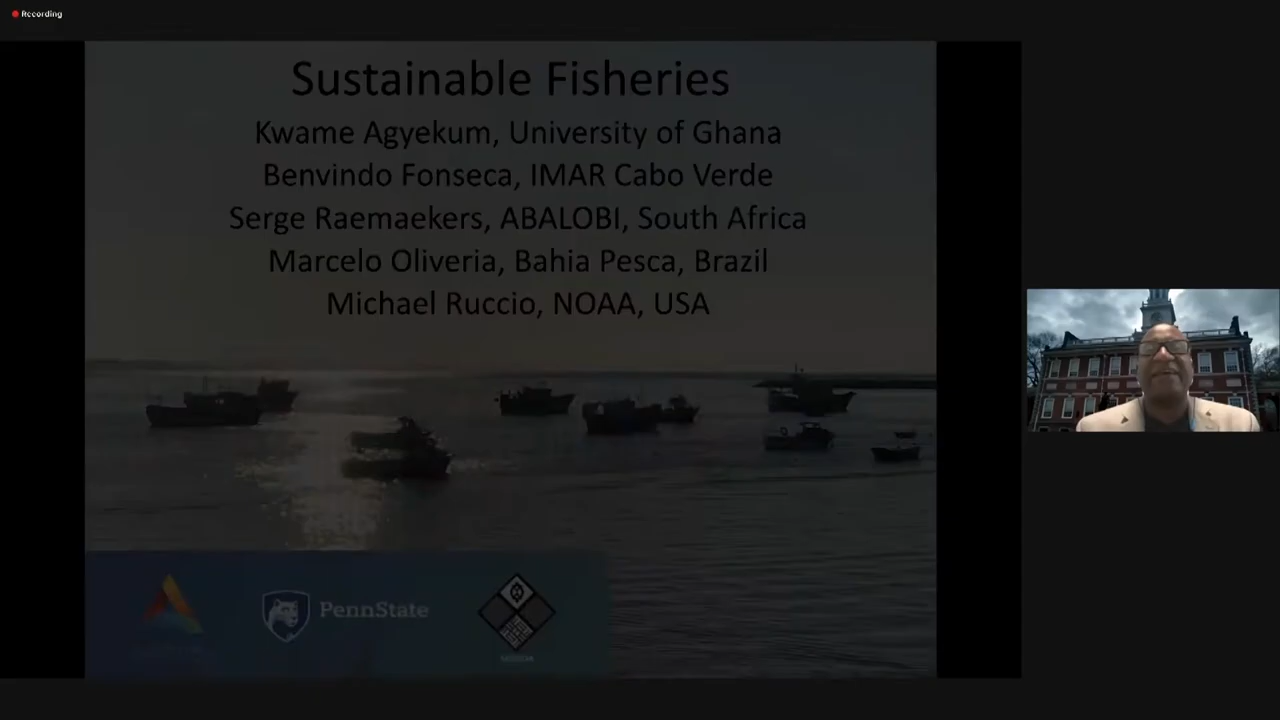 Recording
Sustainable Fisheries
Kwame Agyekum, University of Ghana
Benvindo Fonseca, IMAR Cabo Verde
Serge Raemaekers, ABALOBI, South Africa
Marcelo Oliveria, Bahia Pesca, Brazil
Michael Ruccio, NOAA, USA
PennState